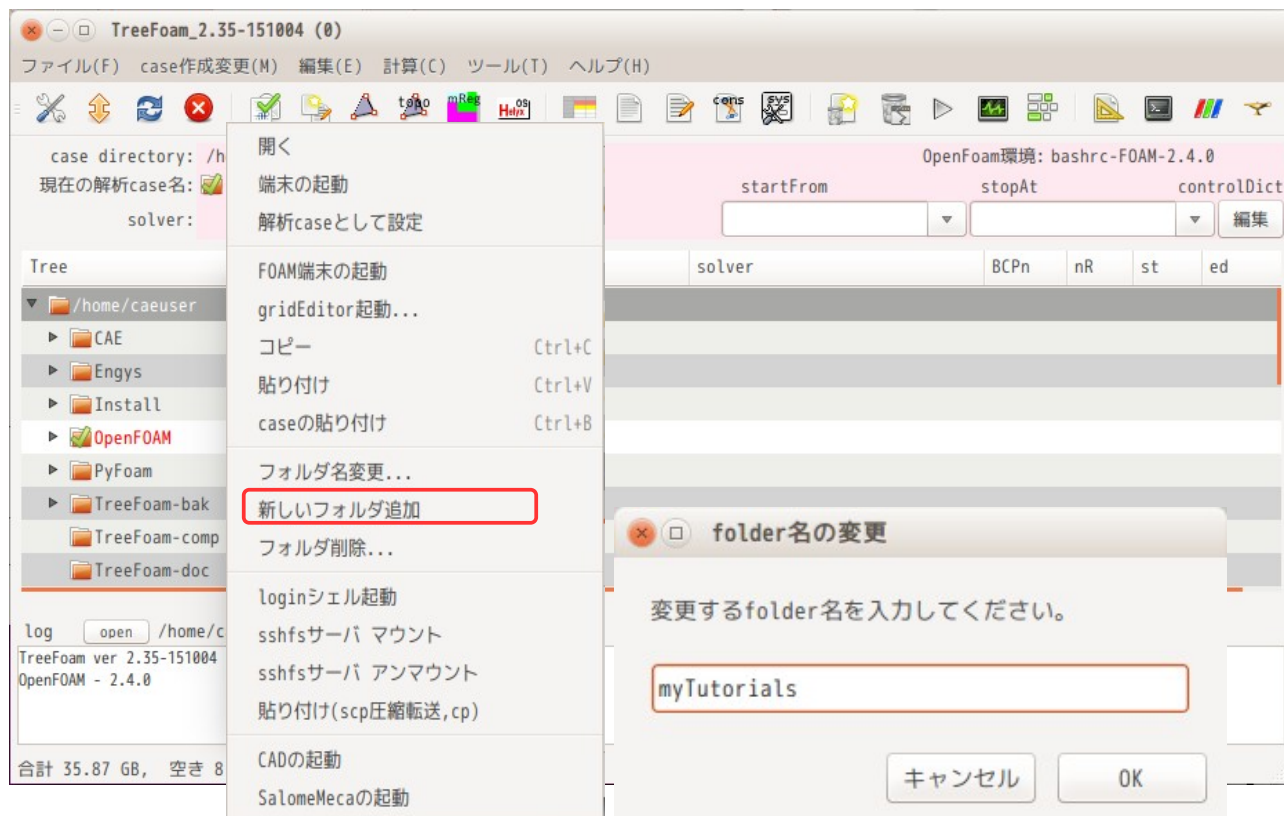 TreeFoam_2.35-151004 (0)
ファイル(F) case作成変更(M) 編集(E) 計算(C) ツール(T) ヘルプ(H)
topo mReg Helyx OS cons SYS
case directory: /h
OpenFoam環境: bashrc-FOAM-2.4.0
現在の解析case名:
startFrom stopAt controlDict
solver:
編集
Tree solver BCPn nR st ed
/home/caeuser
CAE
Engys
Install
OpenFOAM
PyFoam
TreeFoam-bak
TreeFoam-comp
TreeFoam-doc
log open /home/c
TreeFoam ver 2.35-151004
OpenFOAM - 2.4.0
合計 35.87 GB, 空き 8
開く
端末の起動
解析caseとして設定
FOAM端末の起動
gridEditor起動...
コピー Ctrl+C
貼り付け Ctrl+V
caseの貼り付け Ctrl+B
フォルダ名変更...
新しいフォルダ追加
フォルダ削除...
loginシェル起動
sshfsサーバ マウント
sshfsサーバ アンマウント
貼り付け(scp圧縮転送,cp)
CADの起動
SalomeMecaの起動
folder名の変更
変更するfolder名を入力してください。
myTutorials
キャンセル OK